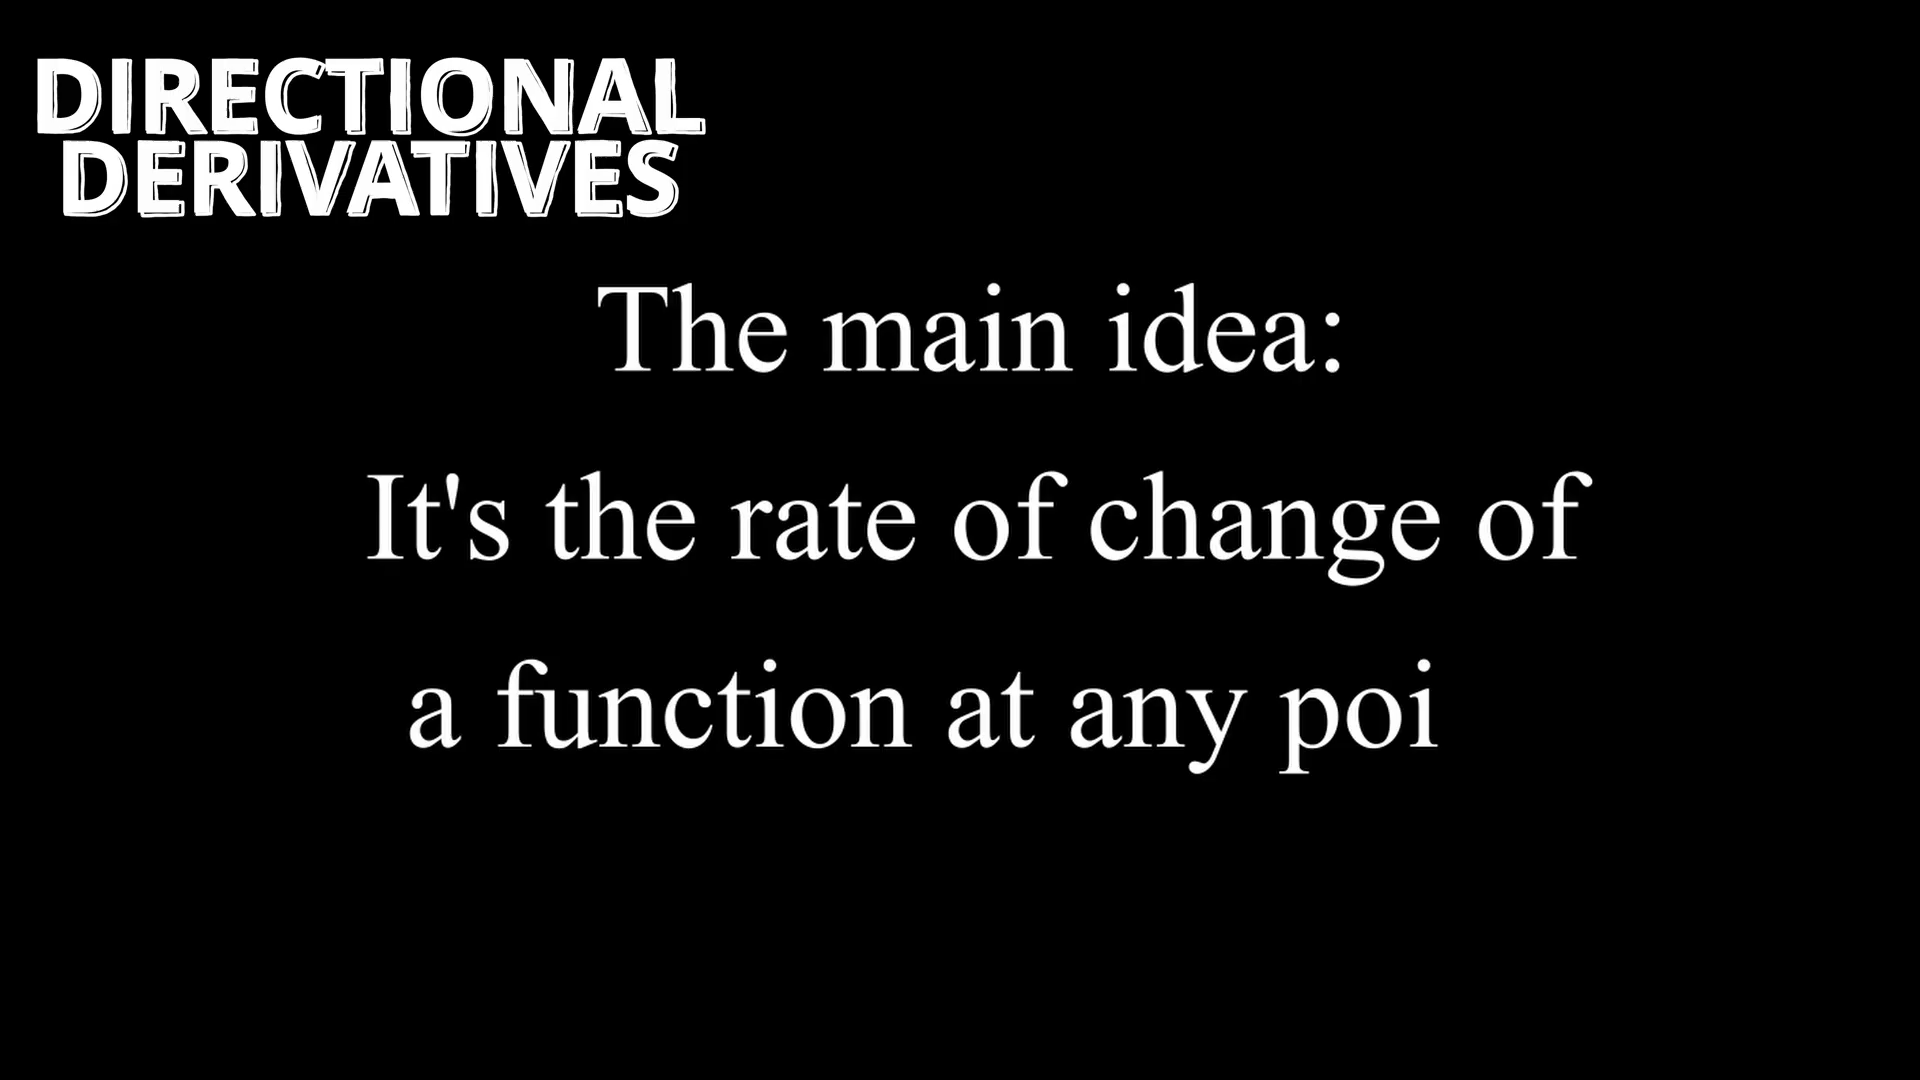 DIRECTIONAL
DERIVATIVES
The main idea:
It's the rate of change of
a function at any poi